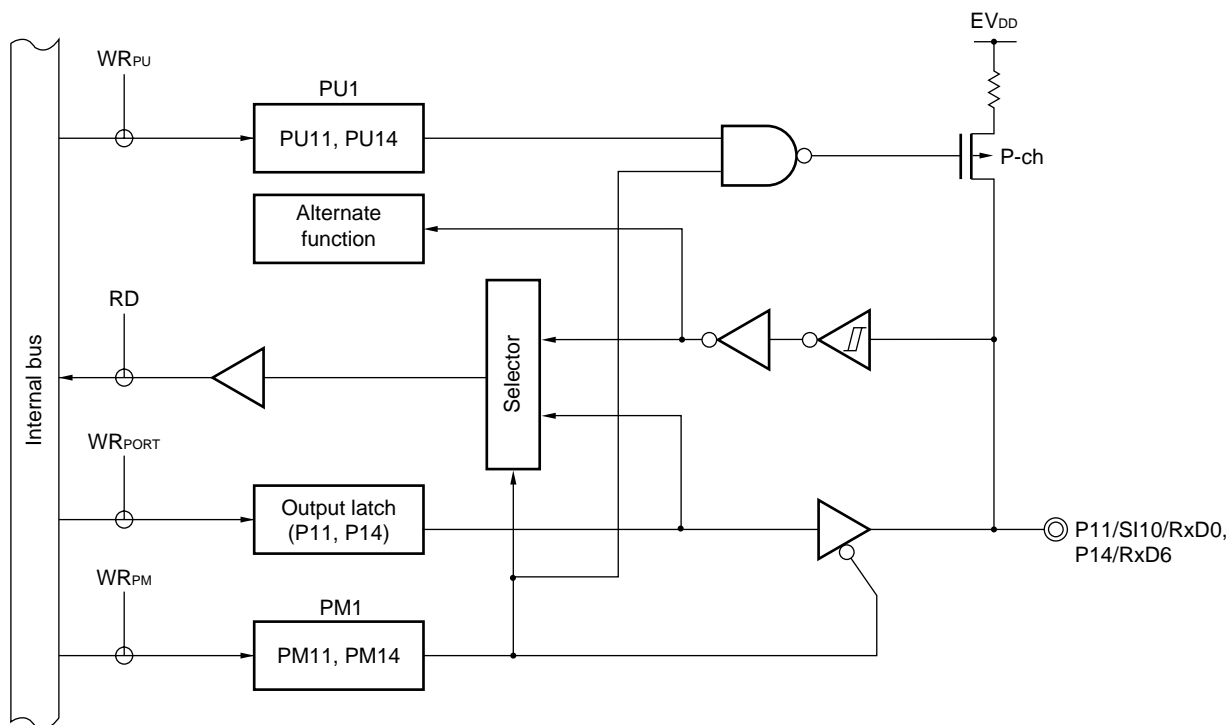 EVDD
WRPU
PU1
PU11, PU14
P-ch
Alternate
function
RD
Selector
Internal bus
WRPORT
Output latch
(P11, P14)
P11/SI10/RxD0,
P14/RxD6
WRPM
PM1
PM11, PM14